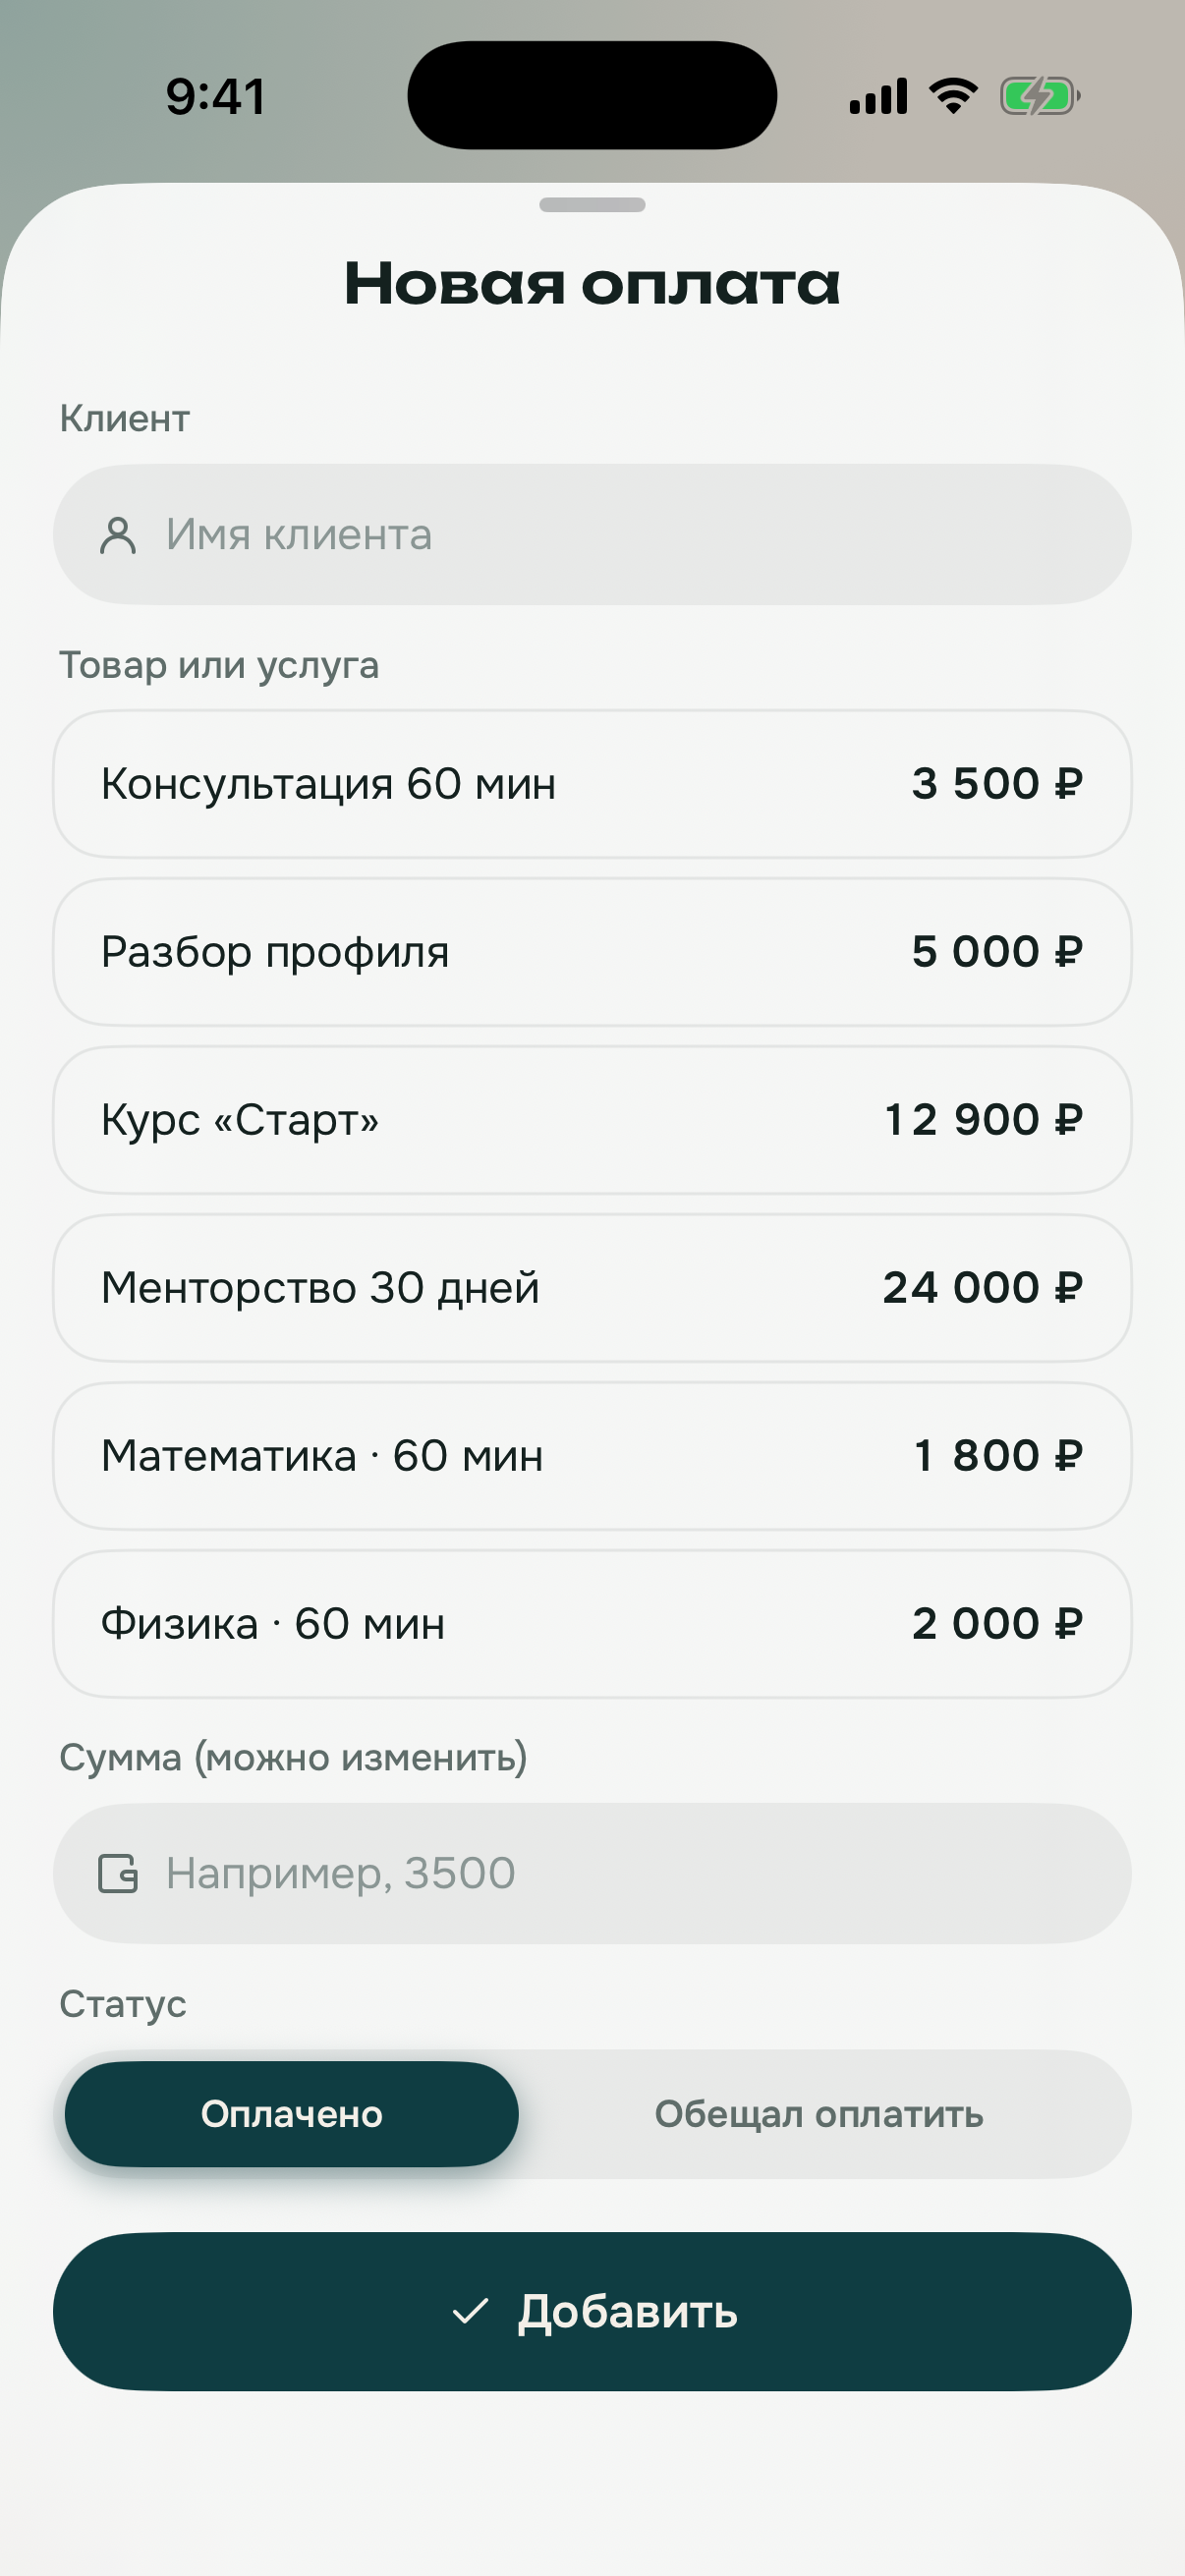 9:41
Новая оплата
Клиент
Имя клиента
Товар или услуга
Консультация 60 мин 3 500 ₽
Разбор профиля 5 000 ₽
Курс «Старт» 12 900 ₽
Менторство 30 дней 24 000 ₽
Математика · 60 мин 1 800 ₽
Физика · 60 мин 2 000 ₽
Сумма (можно изменить)
Например, 3500
Статус
Оплачено Обещал оплатить
Добавить